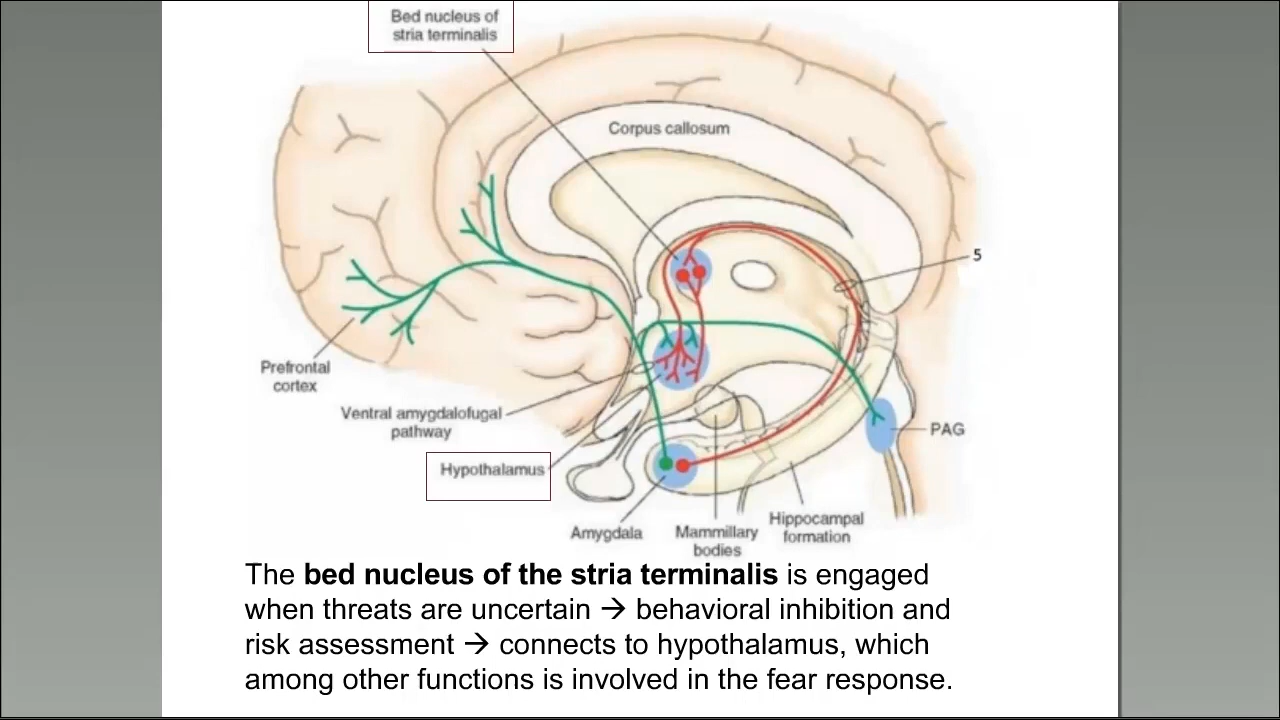 Bed nucleus of
stria terminalis
Corpus callosum
5
Prefrontal
cortex
Ventral amygdalofugal
pathway
PAG
Hypothalamus
Amygdala
Mammillary
bodies
Hippocampal
formation
The bed nucleus of the stria terminalis is engaged
when threats are uncertain → behavioral inhibition and
risk assessment → connects to hypothalamus, which
among other functions is involved in the fear response.